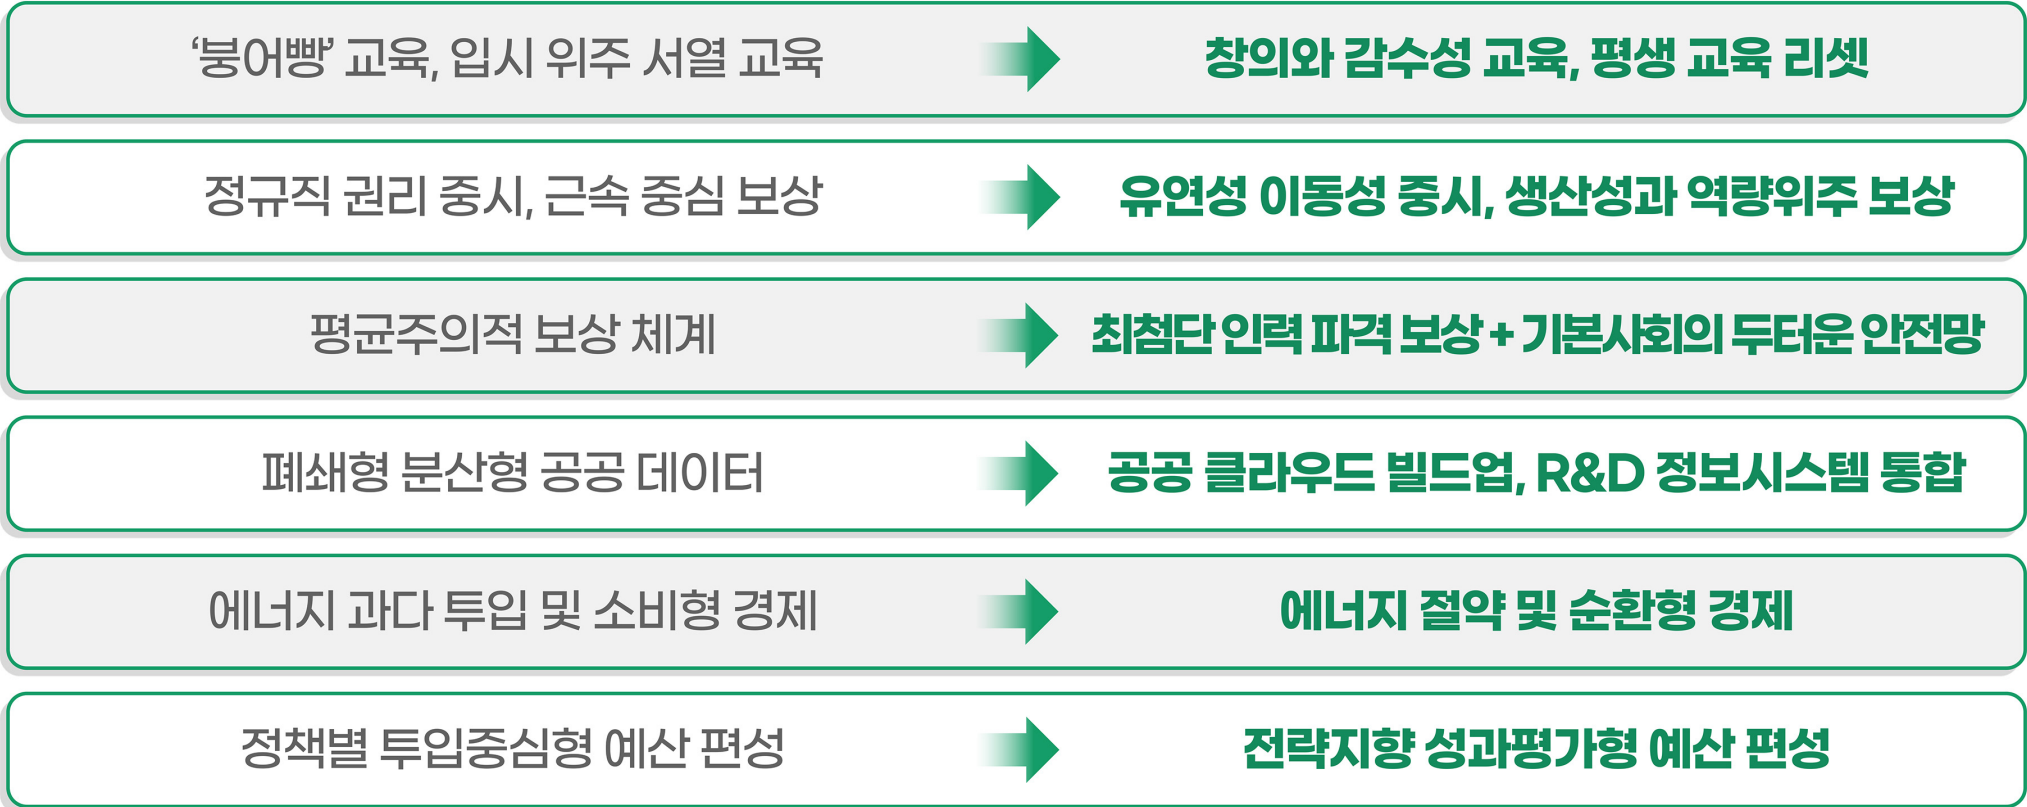 ‘붕어빵’ 교육, 입시 위주 서열 교육 창의와 감수성 교육, 평생 교육 리셋
정규직 권리 중시, 근속 중심 보상 유연성 이동성 중시, 생산성과 역량위주 보상
평균주의적 보상 체계 최첨단 인력 파격 보상 + 기본사회의 두터운 안전망
폐쇄형 분산형 공공 데이터 공공 클라우드 빌드업, R&D 정보시스템 통합
에너지 과다 투입 및 소비형 경제 에너지 절약 및 순환형 경제
정책별 투입중심형 예산 편성 전략지향 성과평가형 예산 편성